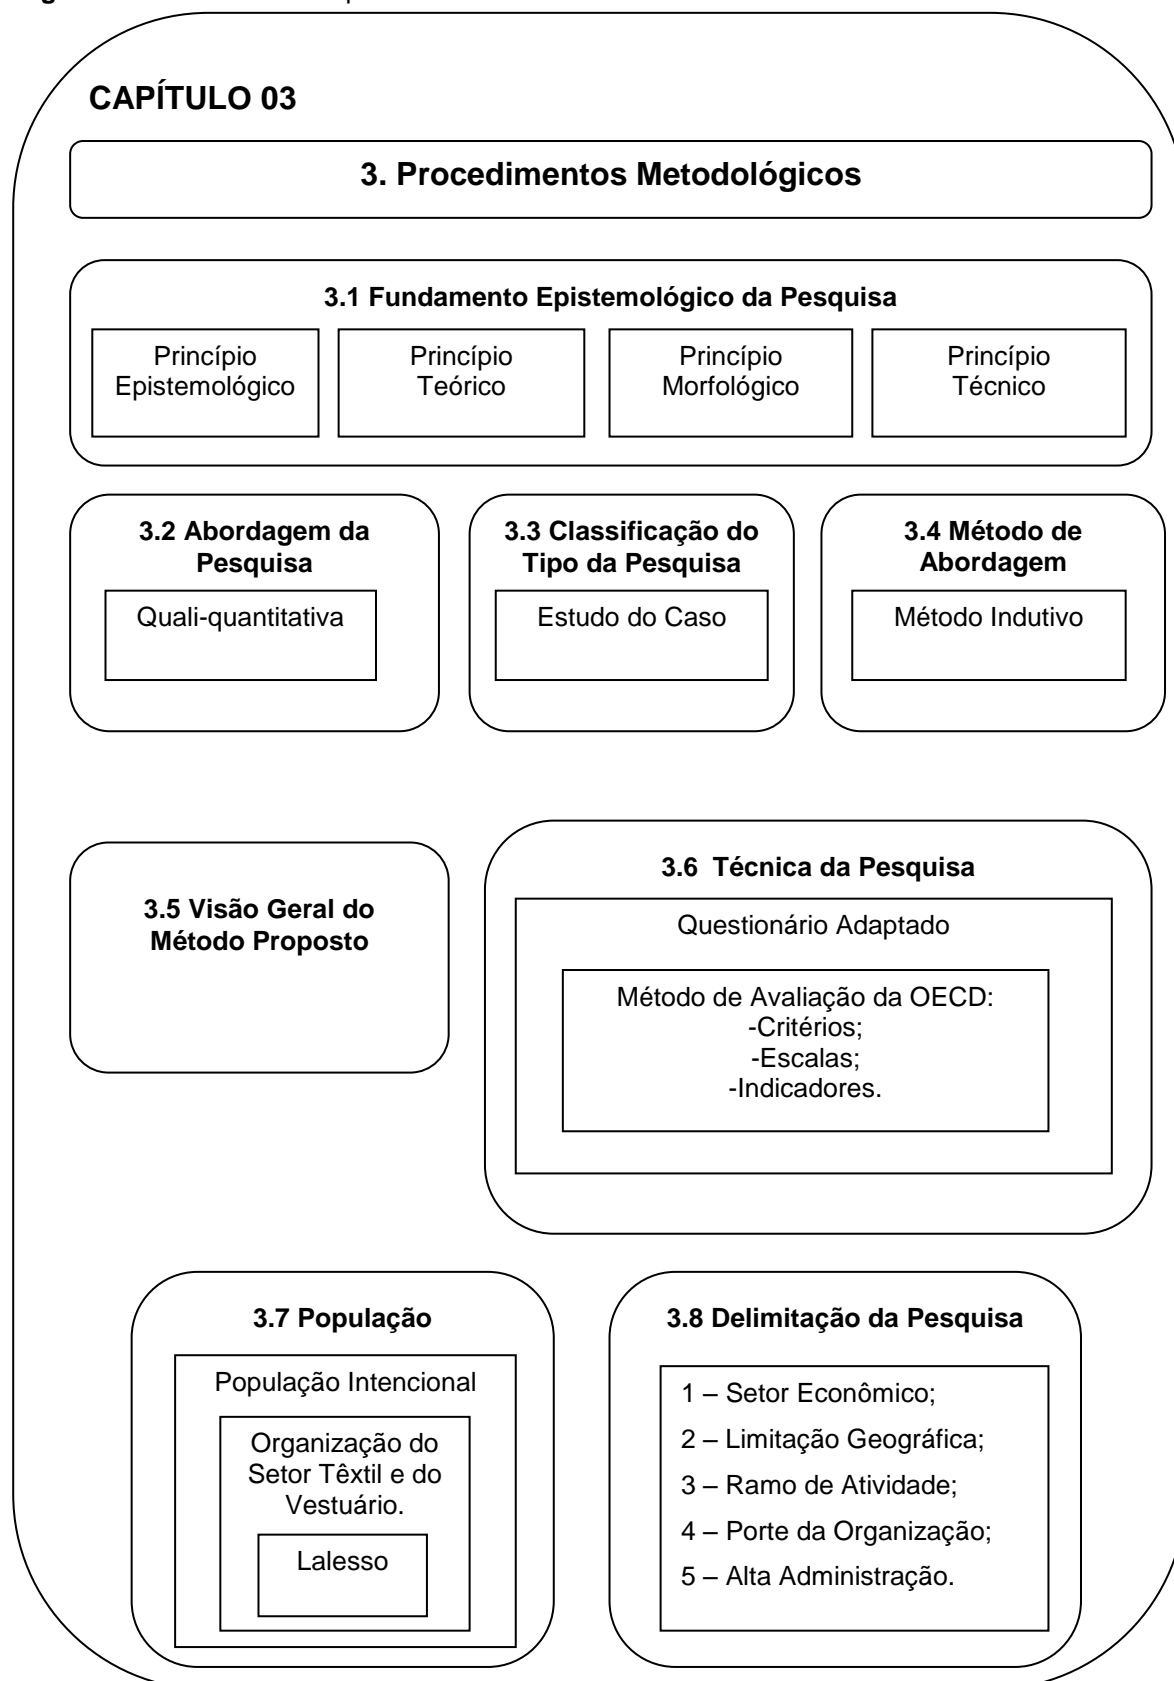 CAPÍTULO 03
3. Procedimentos Metodológicos
3.1 Fundamento Epistemológico da Pesquisa
Princípio
Epistemológico
Princípio
Teórico
Princípio
Morfológico
Princípio
Técnico
3.2 Abordagem da
Pesquisa
Quali-quantitativa
3.3 Classificação do
Tipo da Pesquisa
Estudo do Caso
3.4 Método de
Abordagem
Método Indutivo
3.5 Visão Geral do
Método Proposto
3.6 Técnica da Pesquisa
Questionário Adaptado
Método de Avaliação da OECD:
-Critérios;
-Escalas;
-Indicadores.
3.7 População
População Intencional
Organização do
Setor Têxtil e do
Vestuário.
Lalesso
3.8 Delimitação da Pesquisa
1 – Setor Econômico;
2 – Limitação Geográfica;
3 – Ramo de Atividade;
4 – Porte da Organização;
5 – Alta Administração.